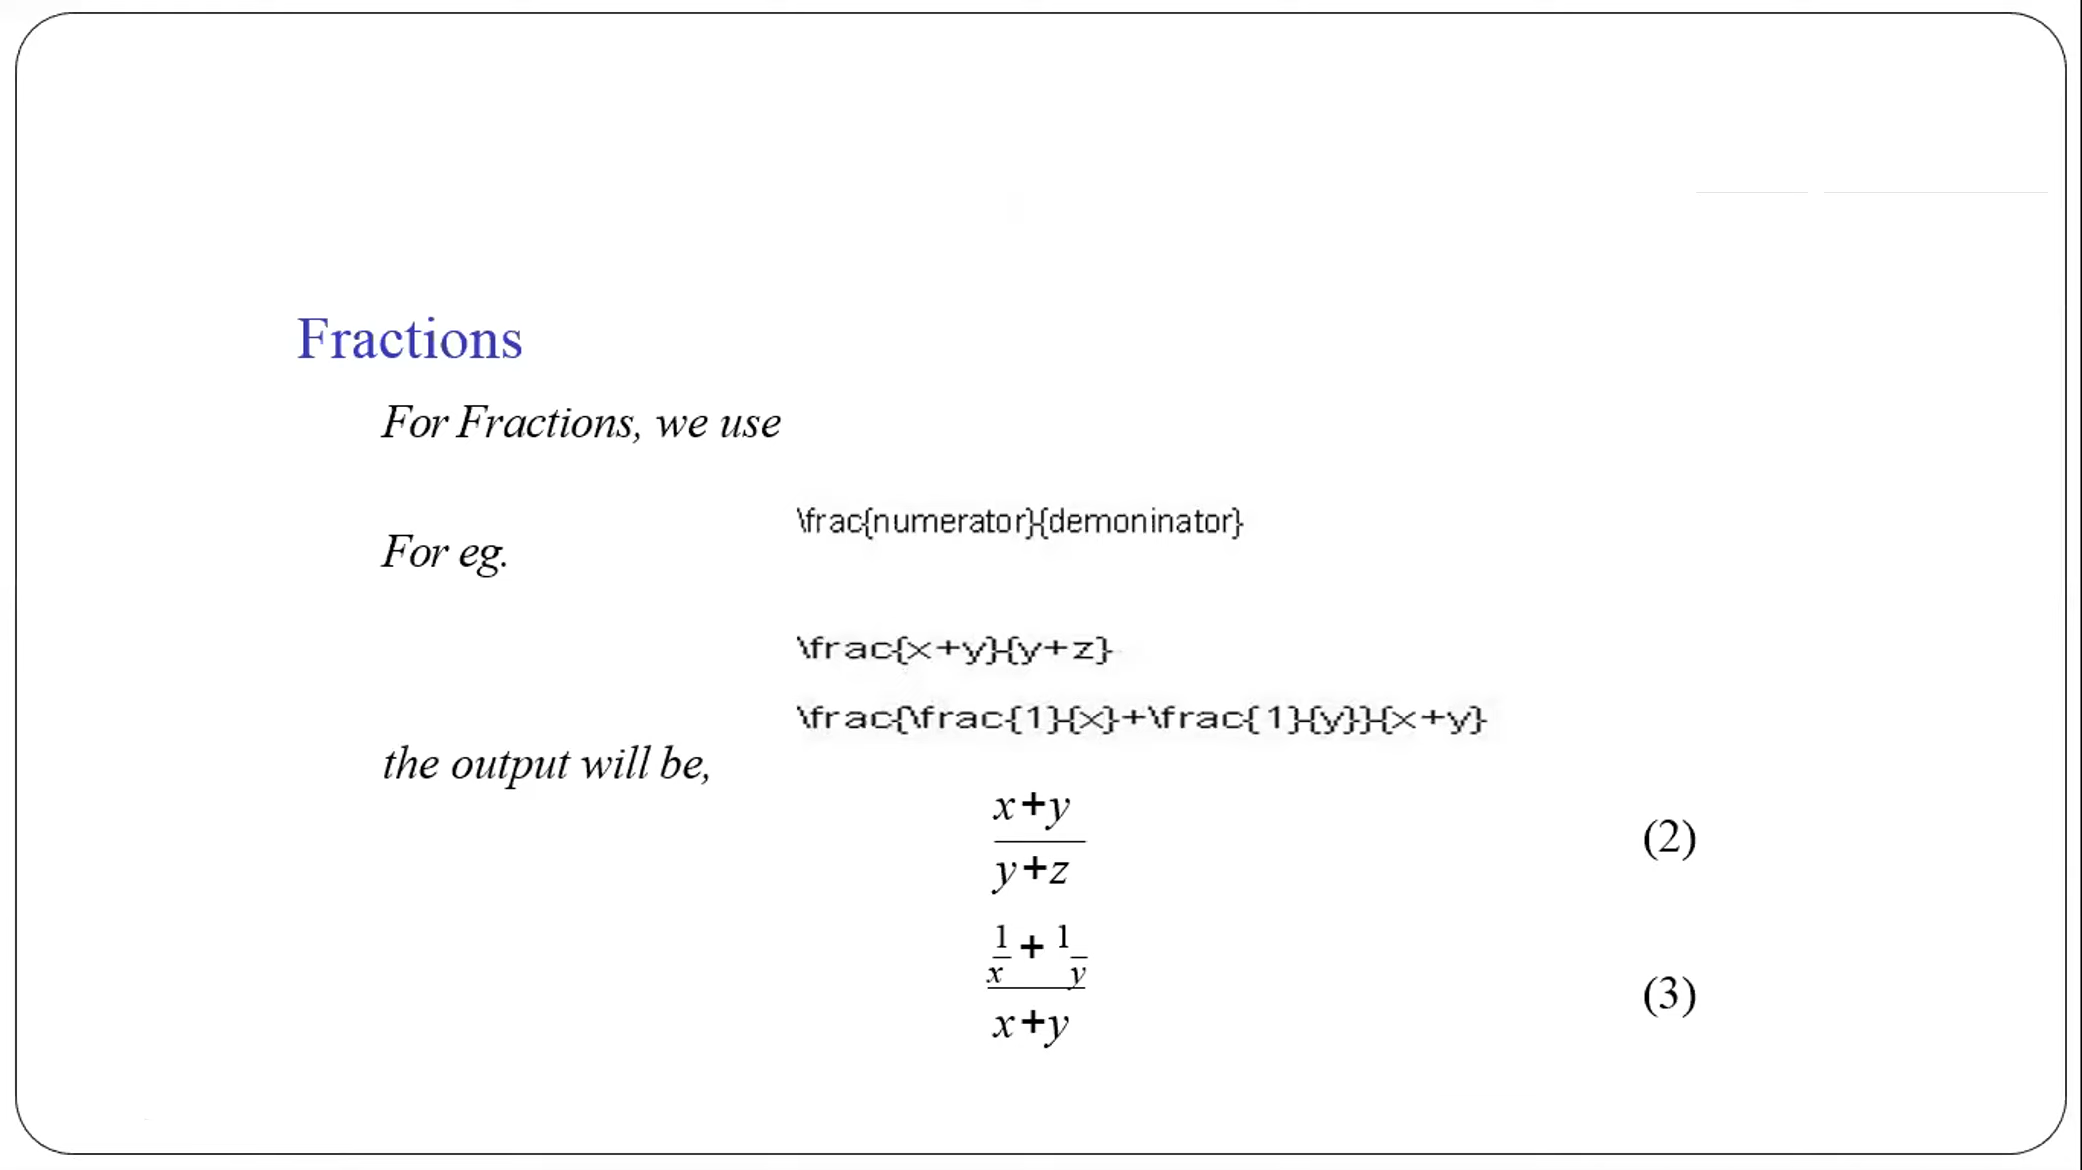 Fractions
For Fractions, we use
\frac{numerator}{demoninator}
For eg.
\frac{x+y}{y+z}
\frac{\frac{1}{x}+\frac{1}{y}}{x+y}
the output will be,
x+y
y+z
(2)
1 + 1
x y
x+y
(3)